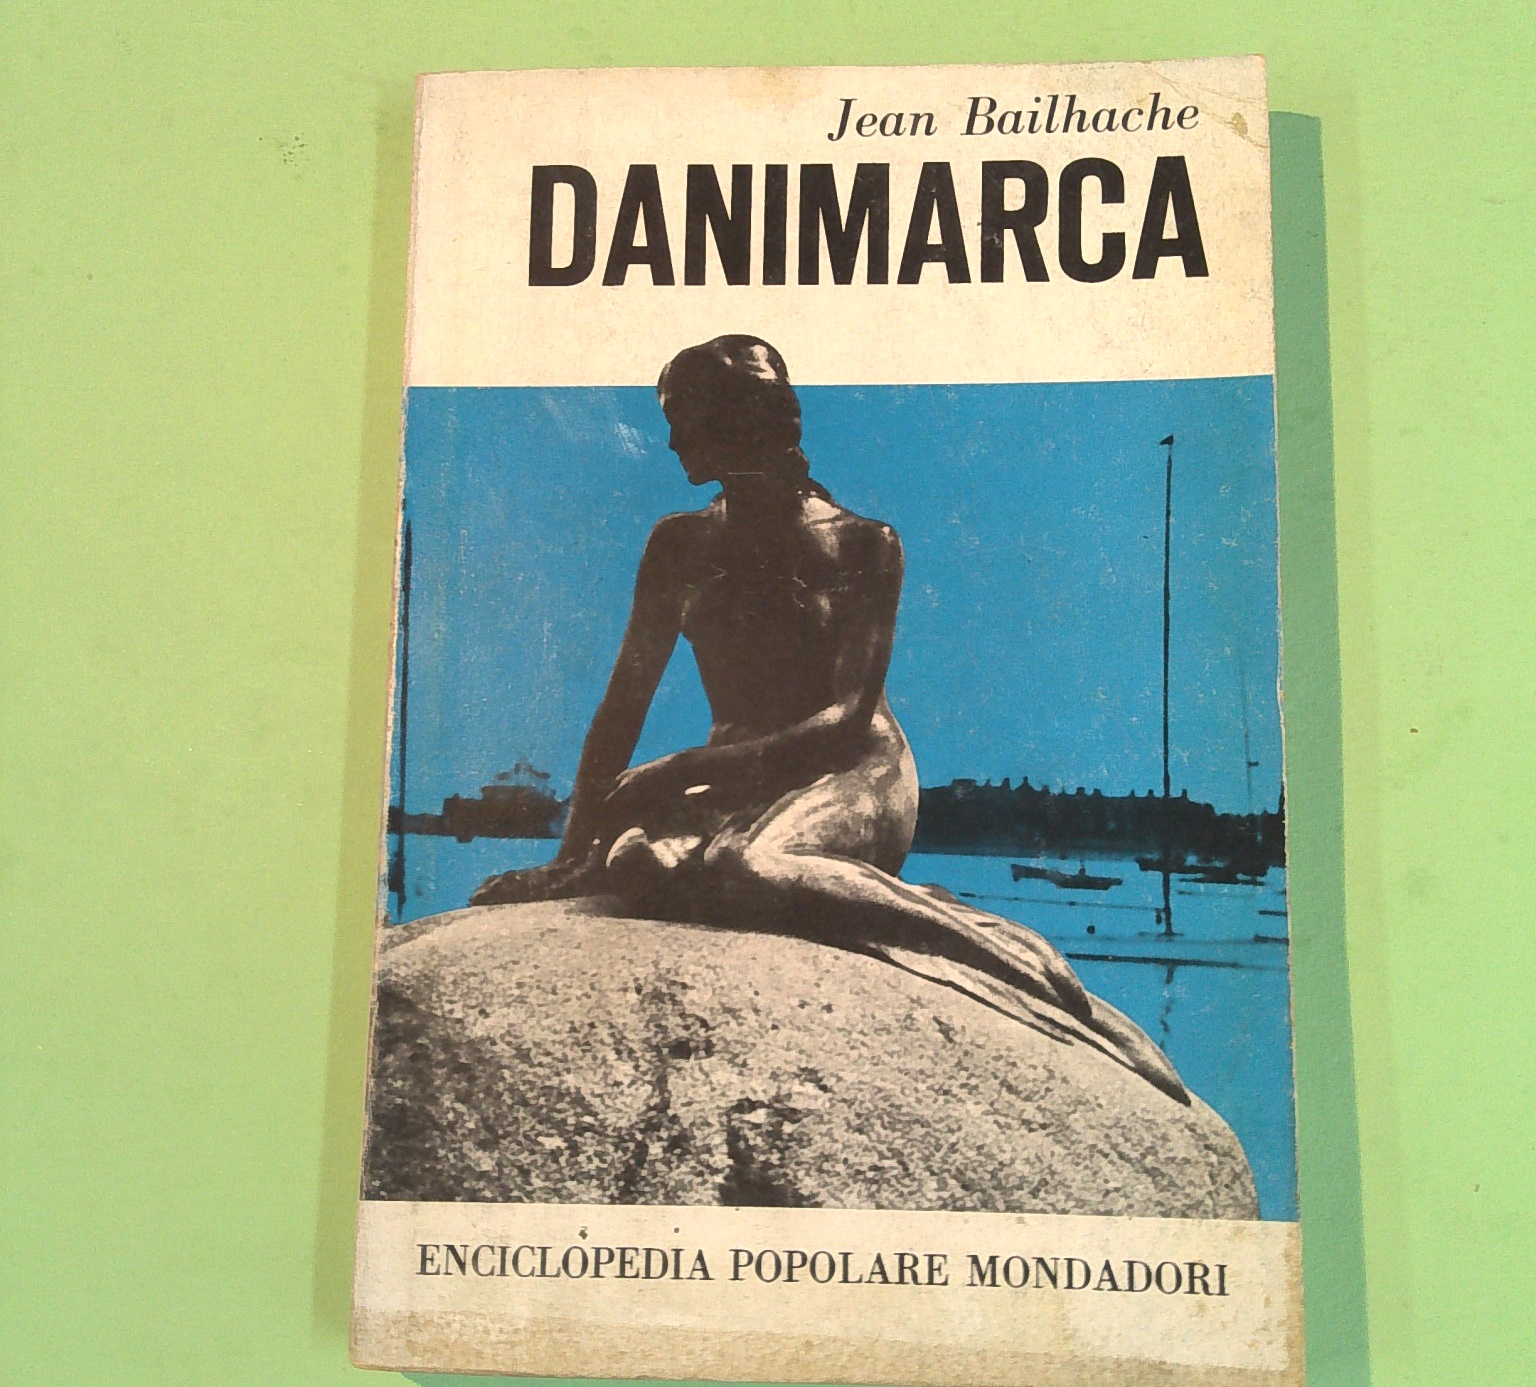 Jean Bailhache
DANIMARCA
ENCICLOPEDIA POPOLARE MONDADORI